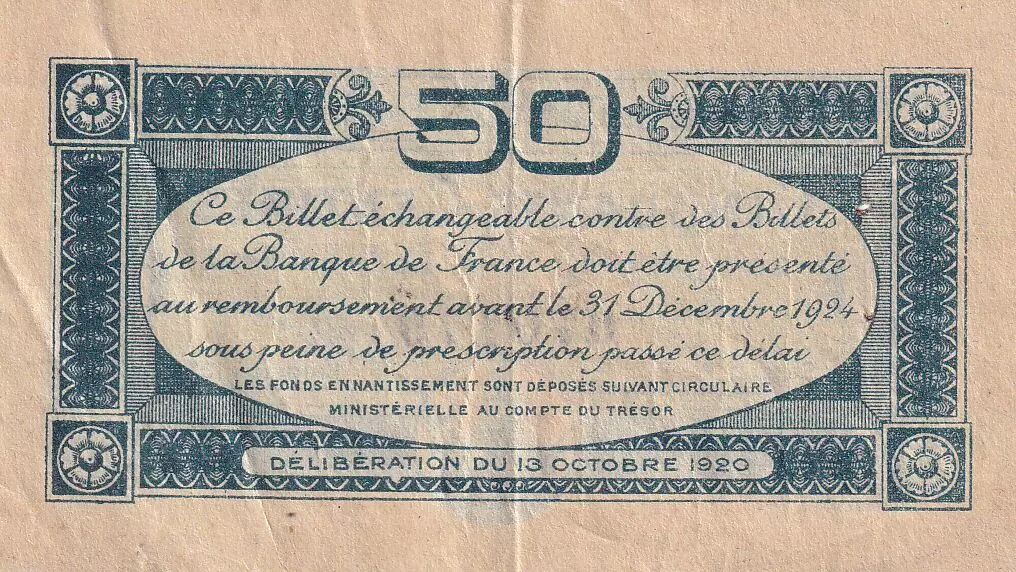 50
Ce Billet échangeable contre des Billets
de la Banque de France doit être présenté
au remboursement avant le 31 Décembre 1924
sous peine de prescription passé ce délai
LES FONDS EN NANTISSEMENT SONT DÉPOSÉS SUIVANT CIRCULAIRE
MINISTÉRIELLE AU COMPTE DU TRÉSOR
DÉLIBÉRATION DU 13 OCTOBRE 1920